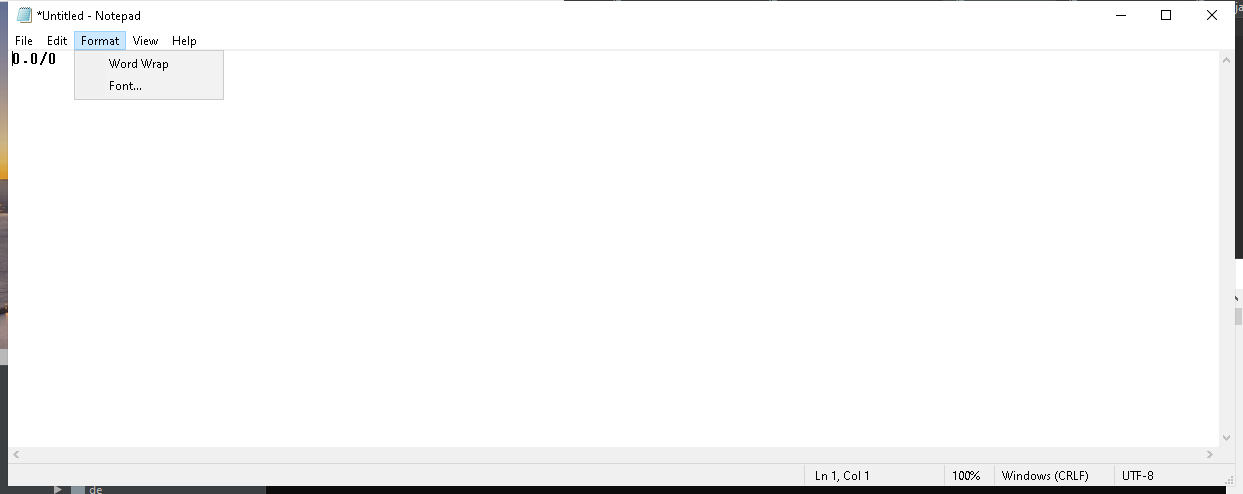 *Untitled - Notepad
File Edit Format View Help
0.0/0
Word Wrap
Font...
Ln 1, Col 1 100% Windows (CRLF) UTF-8
de